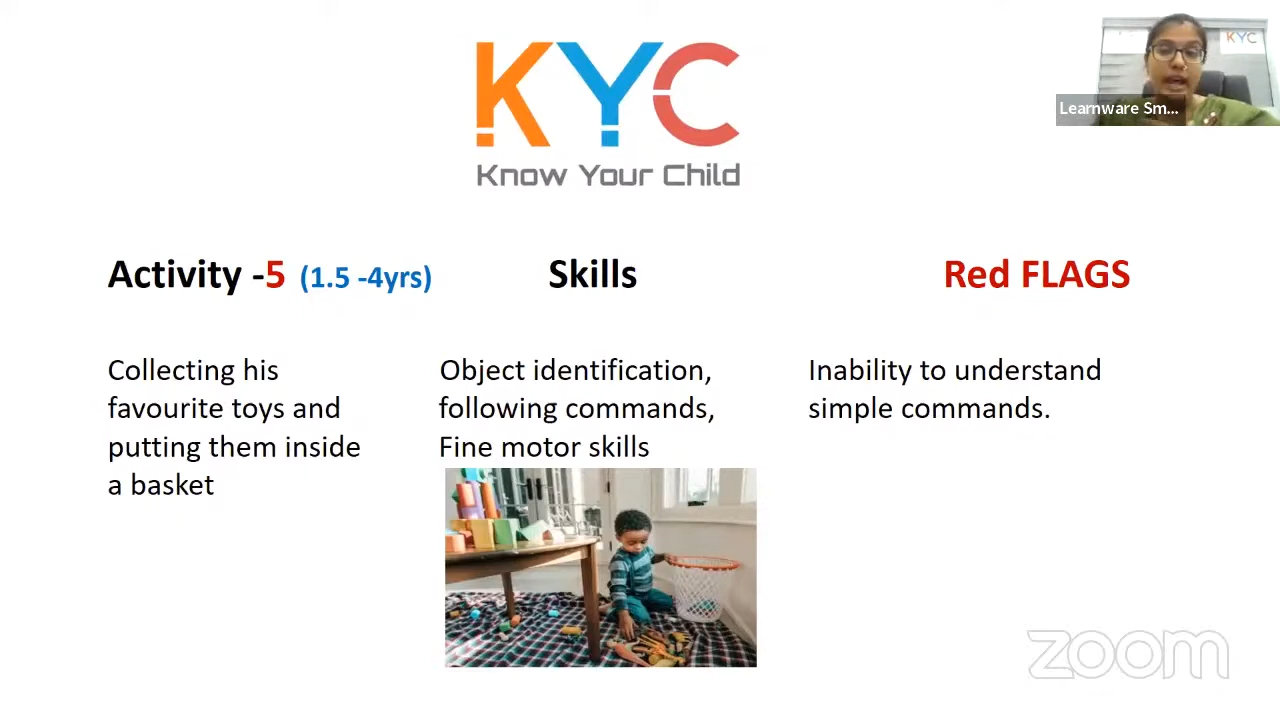 KYC
Know Your Child
KYC
Learnware Sm...
Activity -5 (1.5 -4yrs)
Skills
Red FLAGS
Collecting his
favourite toys and
putting them inside
a basket
Object identification,
following commands,
Fine motor skills
Inability to understand
simple commands.
zoom